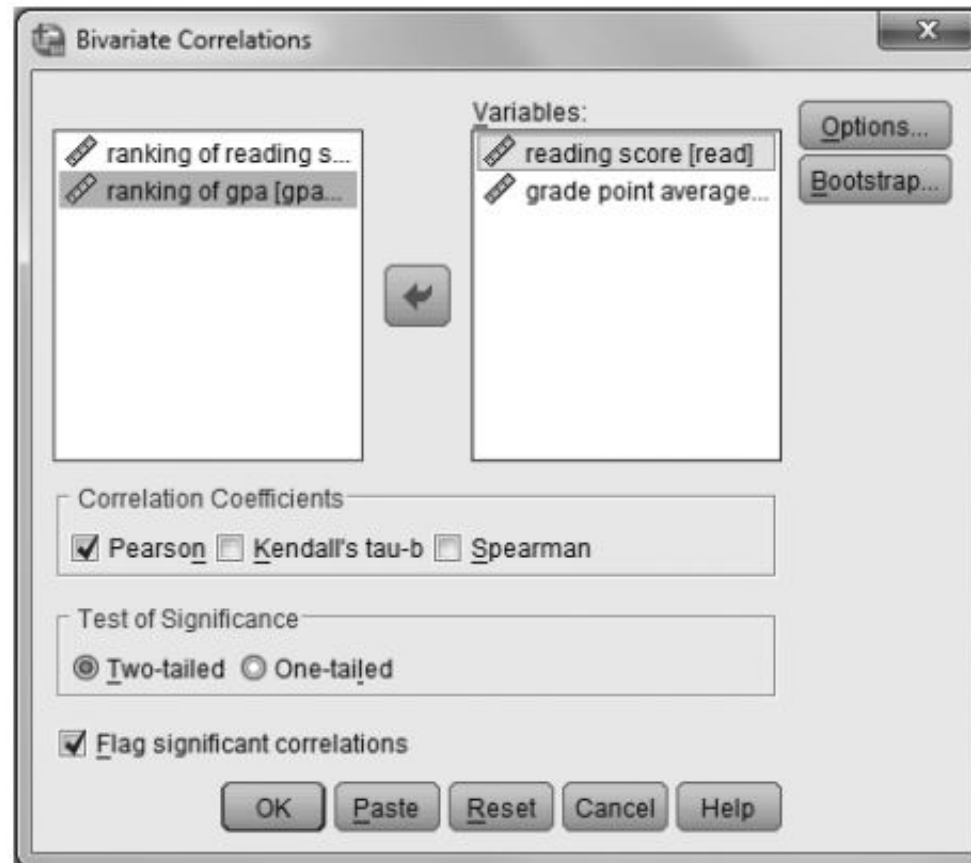 Bivariate Correlations
X
Variables:
ranking of reading s...
ranking of gpa [gpa...
reading score [read]
grade point average...
Options...
Bootstrap...
Correlation Coefficients
Pearson Kendall's tau-b Spearman
Test of Significance
Two-tailed One-tailed
Flag significant correlations
OK Paste Reset Cancel Help